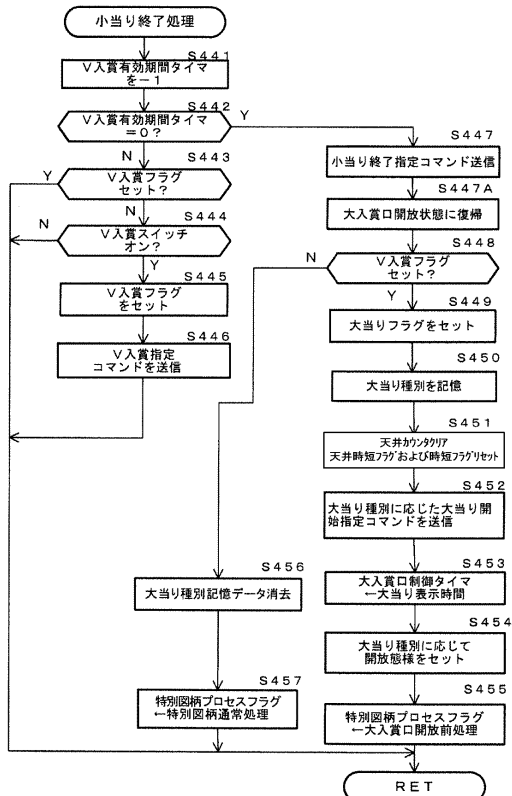 小当り終了処理
S441
V入賞有効期間タイマ
を－1
S442
V入賞有効期間タイマ
＝0？
Y
N
S443
V入賞フラグ
セット？
Y
N
S444
V入賞スイッチ
オン？
N
Y
S445
V入賞フラグ
をセット
S446
V入賞指定
コマンドを送信
S447
小当り終了指定コマンド送信
S447A
大入賞口開放状態に復帰
S448
V入賞フラグ
セット？
N
Y
S449
大当りフラグをセット
S450
大当り種別を記憶
S451
天井カウンタクリア
天井時短フラグおよび時短フラグリセット
S452
大当り種別に応じた大当り開
始指定コマンドを送信
S453
大入賞口制御タイマ
←大当り表示時間
S454
大当り種別に応じて
開放態様をセット
S455
特別図柄プロセスフラグ
←大入賞口開放前処理
S456
大当り種別記憶データ消去
S457
特別図柄プロセスフラグ
←特別図柄通常処理
RET